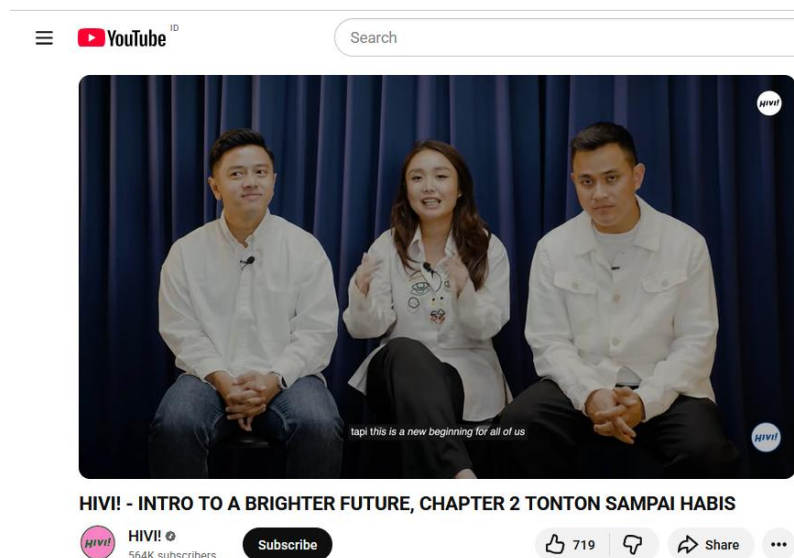 YouTube ID
Search
HIVI!
tapi this is a new beginning for all of us
HIVI!
HIVI! - INTRO TO A BRIGHTER FUTURE, CHAPTER 2 TONTON SAMPAI HABIS
HIVI!
HIVI!
564K subscribers
Subscribe
719
Share